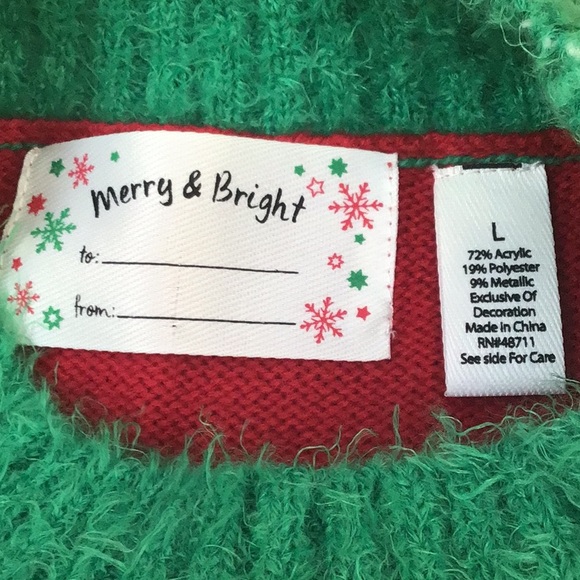 Merry & Bright
to:
from:
L
72% Acrylic
19% Polyester
9% Metallic
Exclusive Of
Decoration
Made in China
RN#48711
See side For Care